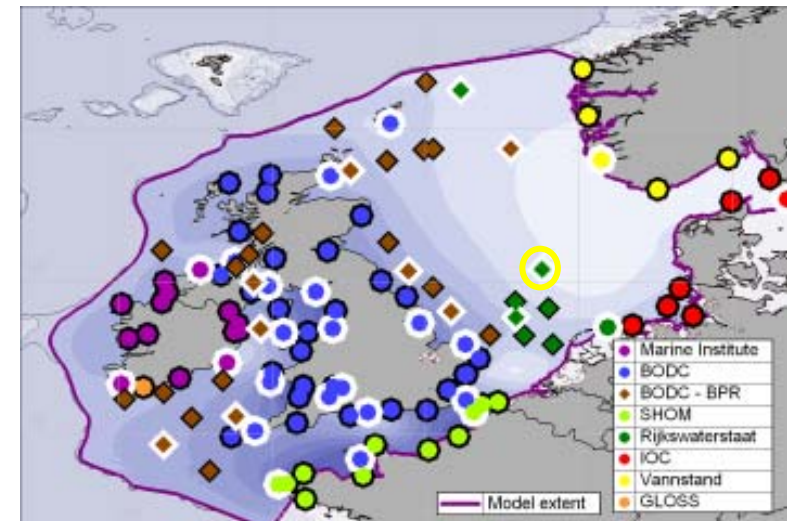 Marine Institute
BODC
BODC - BPR
SHOM
Rijkswaterstaat
IOC
Vannstand
GLOSS
Model extent